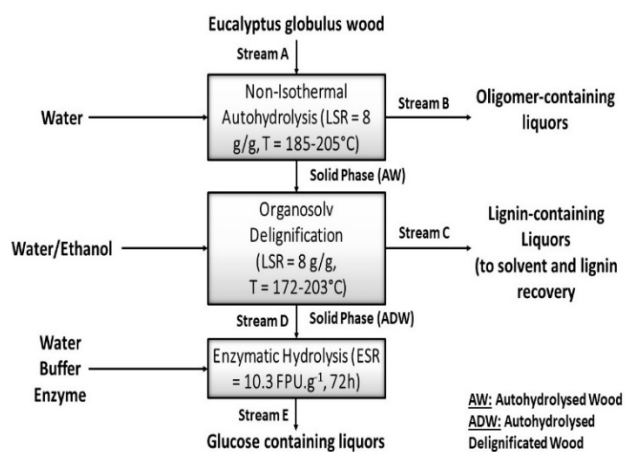 Eucalyptus globulus wood
Stream A
Non-Isothermal
Autohydrolysis (LSR = 8
g/g, T = 185-205°C)
Water
Stream B
Oligomer-containing
liquors
Solid Phase (AW)
Organosolv
Delignification
(LSR = 8 g/g,
T = 172-203°C)
Water/Ethanol
Stream C
Lignin-containing
Liquors
(to solvent and lignin
recovery
Stream D
Solid Phase (ADW)
Water
Buffer
Enzyme
Enzymatic Hydrolysis (ESR
= 10.3 FPU.g⁻¹, 72h)
Stream E
Glucose containing liquors
AW: Autohydrolysed Wood
ADW: Autohydrolysed
Delignificated Wood